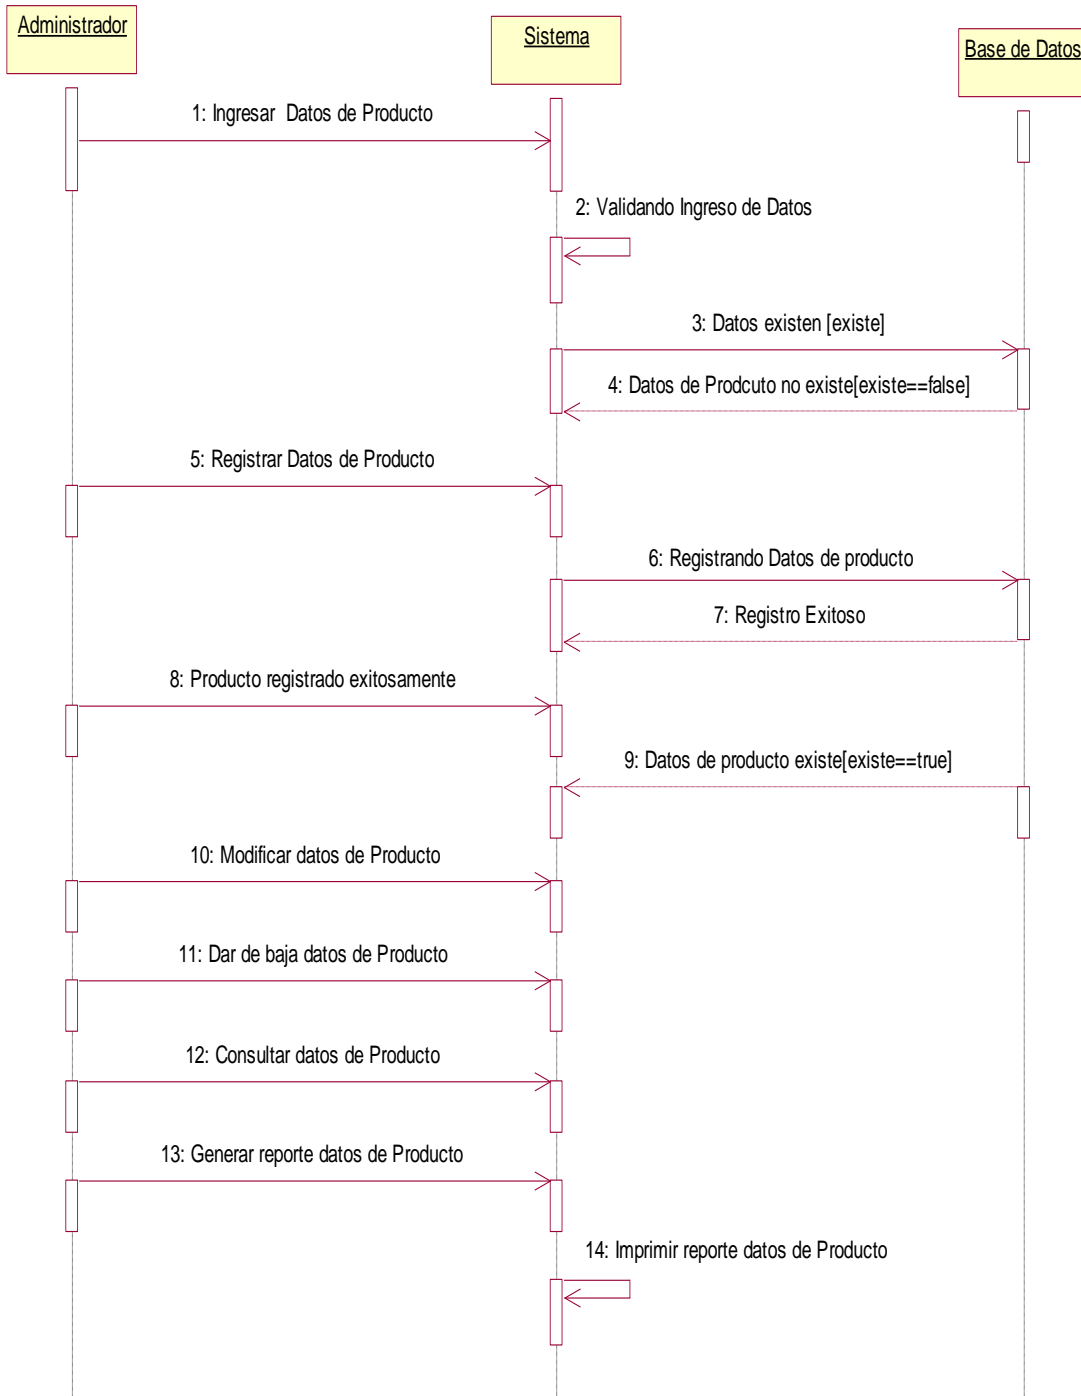 Administrador
Sistema
Base de Datos
1: Ingresar  Datos de Producto
2: Validando Ingreso de Datos
3: Datos existen [existe]
4: Datos de Prodcuto no existe[existe==false]
5: Registrar Datos de Producto
6: Registrando Datos de producto
7: Registro Exitoso
8: Producto registrado exitosamente
9: Datos de producto existe[existe==true]
10: Modificar datos de Producto
11: Dar de baja datos de Producto
12: Consultar datos de Producto
13: Generar reporte datos de Producto
14: Imprimir reporte datos de Producto